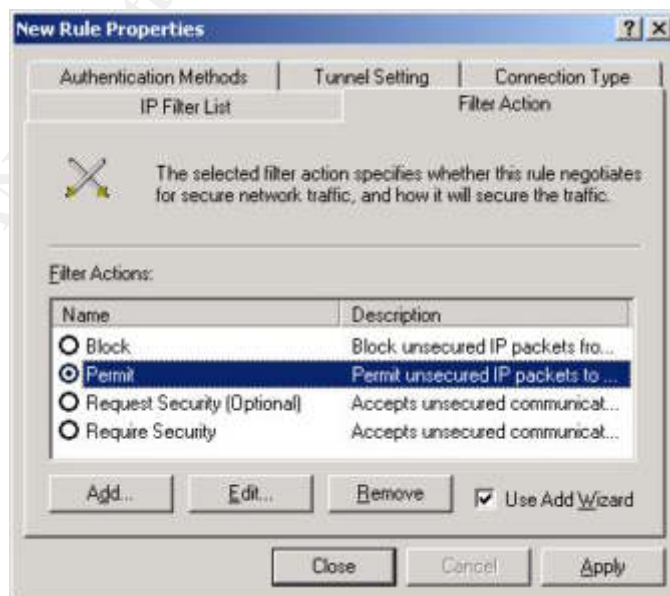 New Rule Properties
Authentication Methods
Tunnel Setting
Connection Type
IP Filter List
Filter Action
The selected filter action specifies whether this rule negotiates
for secure network traffic, and how it will secure the traffic.
Filter Actions:
Name Description
Block Block unsecured IP packets fro...
Permit Permit unsecured IP packets to ...
Request Security (Optional) Accepts unsecured communicat...
Require Security Accepts unsecured communicat...
Add... Edit... Remove Use Add Wizard
Close Cancel Apply